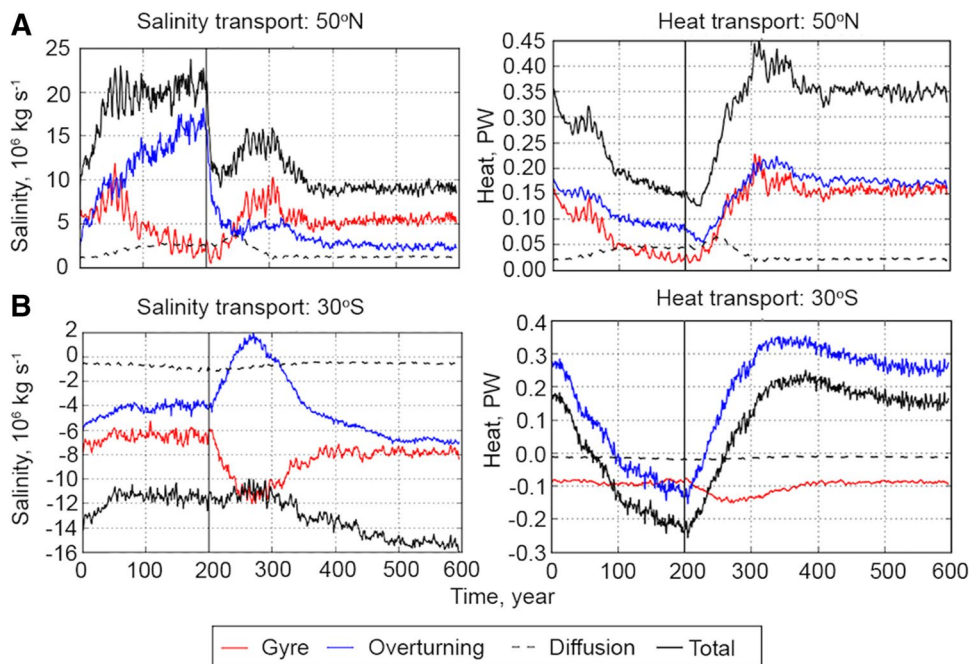 A
Salinity transport: 50°N
Heat transport: 50°N
Salinity, 10⁶ kg s⁻¹
25
20
15
10
5
0
Heat, PW
0.45
0.40
0.35
0.30
0.25
0.20
0.15
0.10
0.05
0.00
B
Salinity transport: 30°S
Heat transport: 30°S
Salinity, 10⁶ kg s⁻¹
2
0
-2
-4
-6
-8
-10
-12
-14
-16
0 100 200 300 400 500 600
Heat, PW
0.4
0.3
0.2
0.1
0.0
-0.1
-0.2
-0.3
0 100 200 300 400 500 600
Time, year
Gyre Overturning Diffusion Total